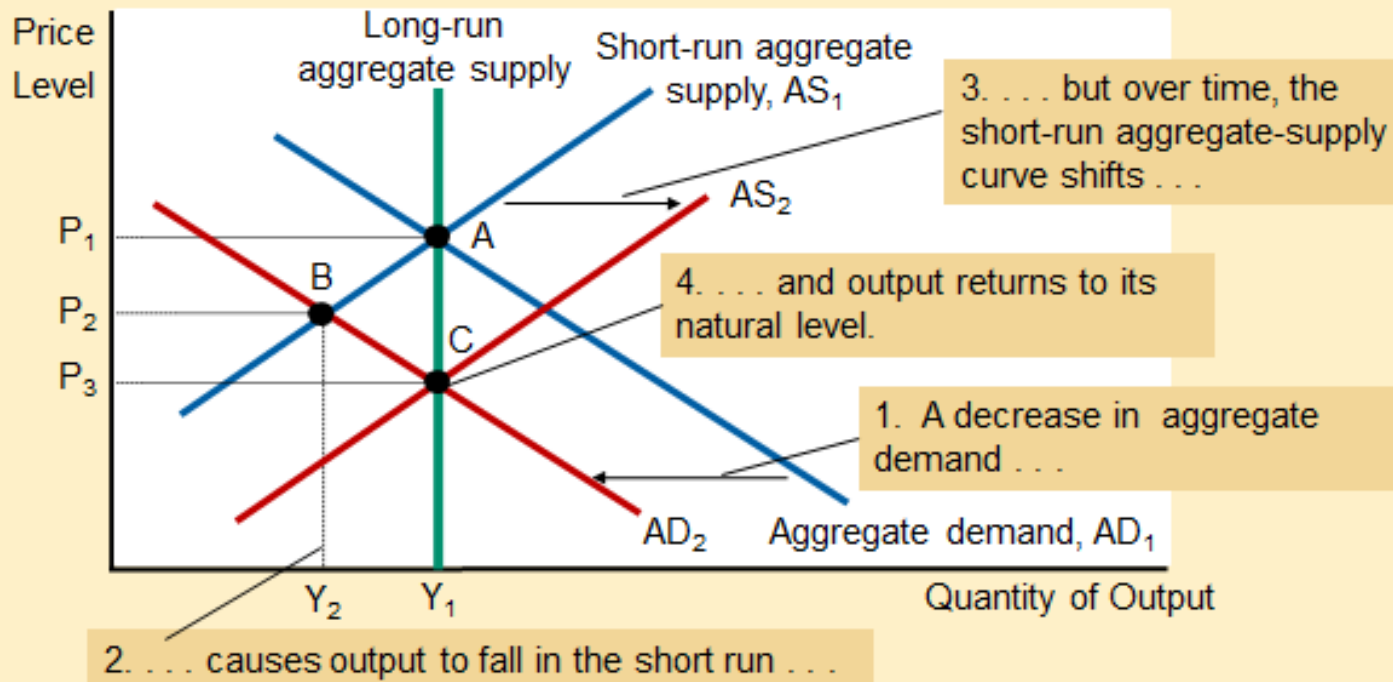 Price
Level
Long-run
aggregate supply
Short-run aggregate
supply, AS₁
3. . . . but over time, the
short-run aggregate-supply
curve shifts . . .
AS₂
P₁
A
B
P₂
4. . . . and output returns to its
natural level.
C
P₃
1. A decrease in aggregate
demand . . .
AD₂
Aggregate demand, AD₁
Y₂
Y₁
Quantity of Output
2. . . . causes output to fall in the short run . . .